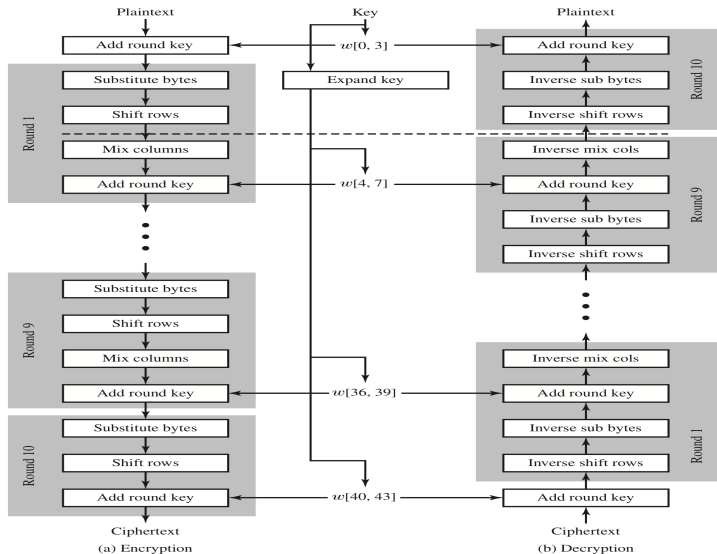 Plaintext
Key
Plaintext
Add round key
w[0, 3]
Add round key
Round 1
Substitute bytes
Expand key
Inverse sub bytes
Round 10
Shift rows
Inverse shift rows
Mix columns
Inverse mix cols
Add round key
w[4, 7]
Add round key
Round 9
Inverse sub bytes
Inverse shift rows
Substitute bytes
Round 9
Shift rows
Mix columns
Inverse mix cols
Add round key
w[36, 39]
Add round key
Substitute bytes
Inverse sub bytes
Round 1
Round 10
Shift rows
Inverse shift rows
Add round key
w[40, 43]
Add round key
Ciphertext
Ciphertext
(a) Encryption
(b) Decryption